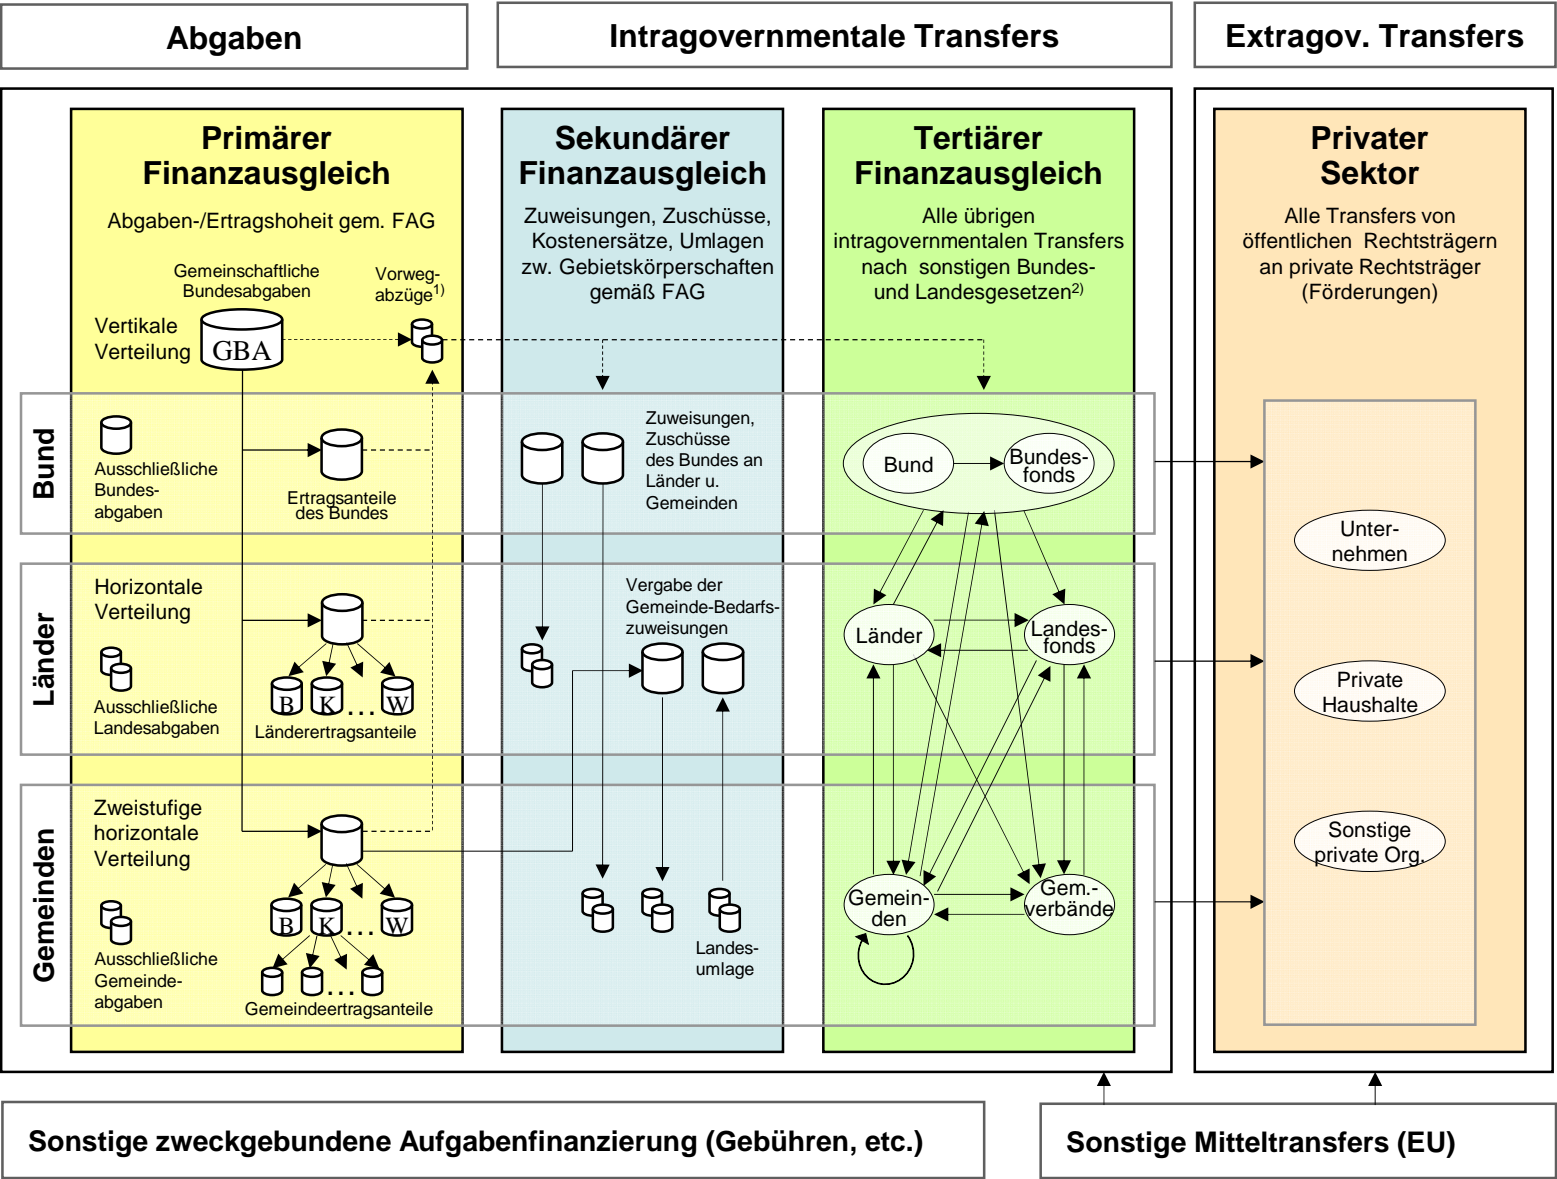 Abgaben
Intragovernmentale Transfers
Extragov. Transfers
Primärer
Finanzausgleich
Abgaben-/Ertragshoheit gem. FAG
Gemeinschaftliche
Bundesabgaben
Vorweg-
abzüge1)
Vertikale
Verteilung
GBA
Sekundärer
Finanzausgleich
Zuweisungen, Zuschüsse,
Kostenersätze, Umlagen
zw. Gebietskörperschaften
gemäß FAG
Tertiärer
Finanzausgleich
Alle übrigen
intragovernmentalen Transfers
nach sonstigen Bundes-
und Landesgesetzen2)
Privater
Sektor
Alle Transfers von
öffentlichen Rechtsträgern
an private Rechtsträger
(Förderungen)
Bund
Ausschließliche
Bundes-
abgaben
Ertragsanteile
des Bundes
Zuweisungen,
Zuschüsse
des Bundes an
Länder u.
Gemeinden
Bund
Bundes-
fonds
Länder
Horizontale
Verteilung
Ausschließliche
Landesabgaben
B K ... W
Länderertragsanteile
Vergabe der
Gemeinde-Bedarfs-
zuweisungen
Länder
Landes-
fonds
Gemeinden
Zweistufige
horizontale
Verteilung
Ausschließliche
Gemeinde-
abgaben
B K ... W
...
Gemeindeertragsanteile
Landes-
umlage
Gemein-
den
Gem.-
verbände
Unter-
nehmen
Private
Haushalte
Sonstige
private Org.
Sonstige zweckgebundene Aufgabenfinanzierung (Gebühren, etc.)
Sonstige Mitteltransfers (EU)